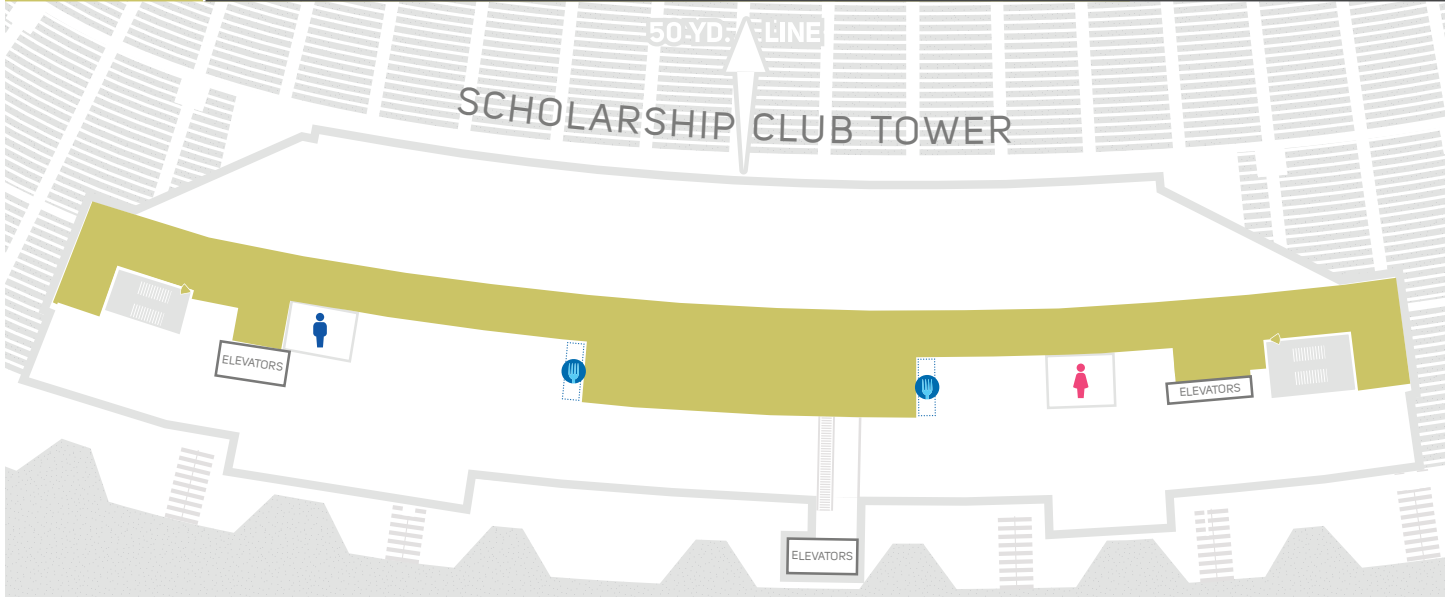 50 YD. LINE
SCHOLARSHIP CLUB TOWER
ELEVATORS
ELEVATORS
ELEVATORS